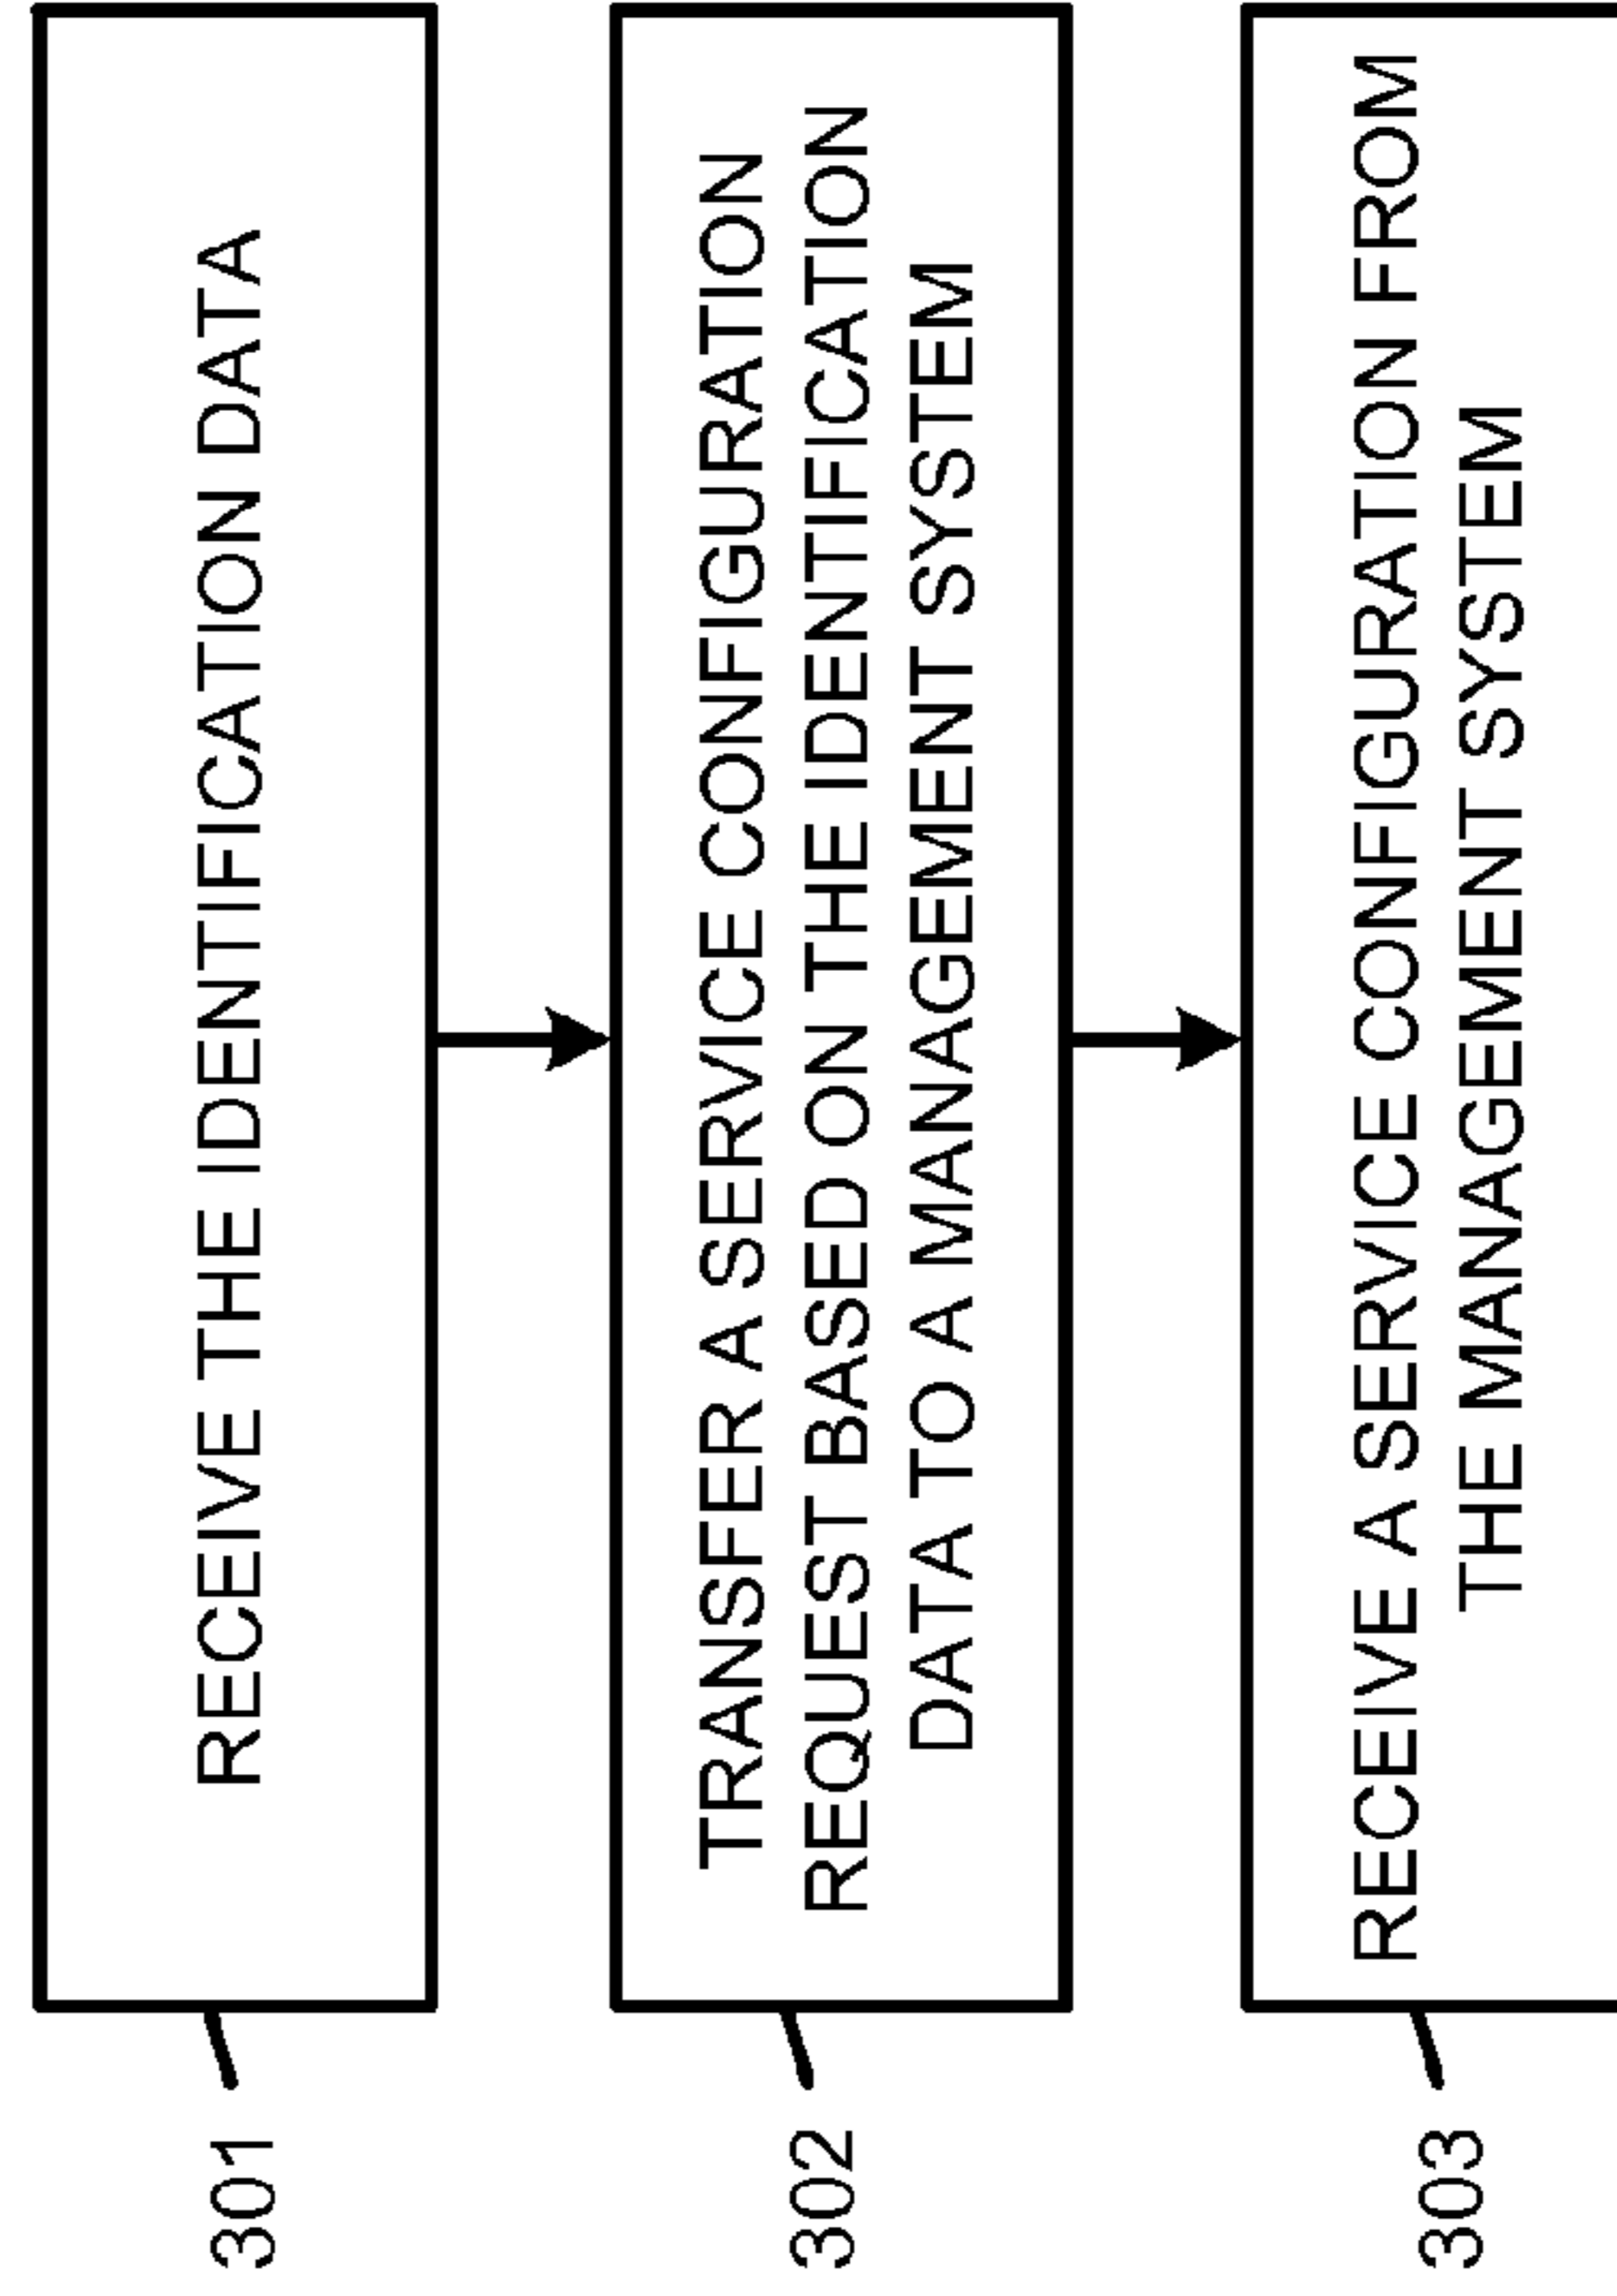 301
RECEIVE THE IDENTIFICATION DATA
302
TRANSFER A SERVICE CONFIGURATION
REQUEST BASED ON THE IDENTIFICATION
DATA TO A MANAGEMENT SYSTEM
303
RECEIVE A SERVICE CONFIGURATION FROM
THE MANAGEMENT SYSTEM